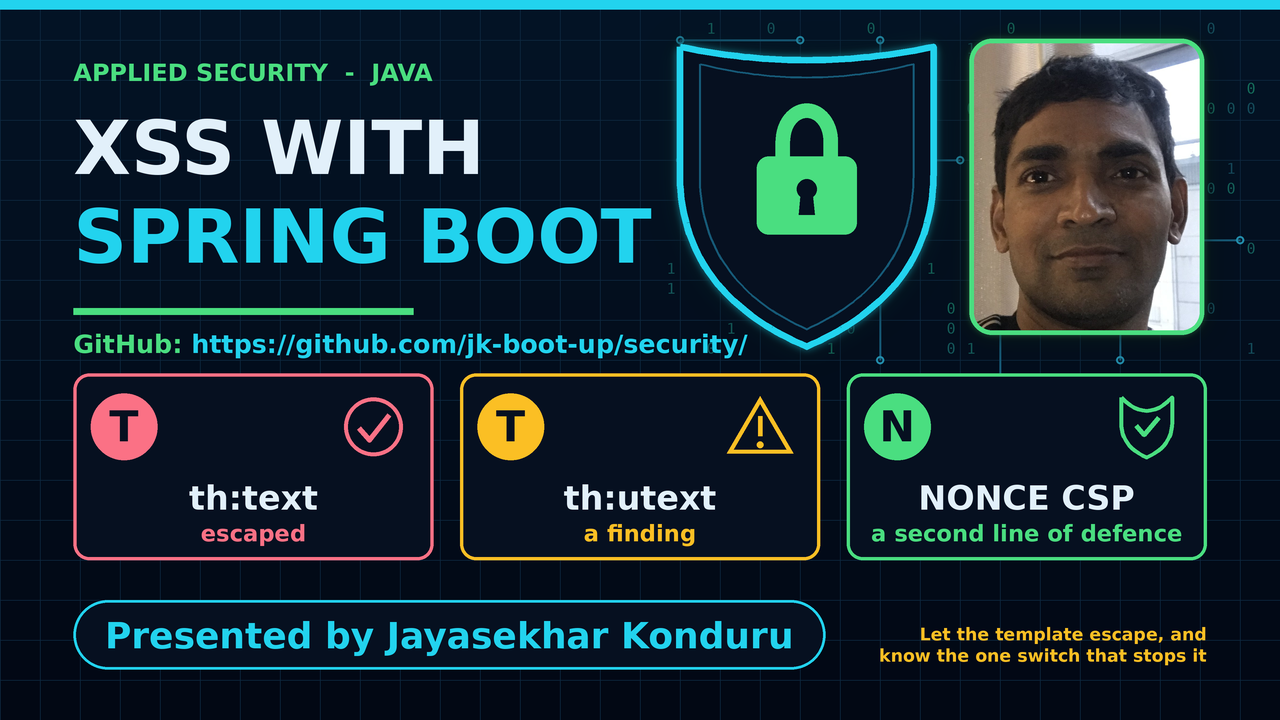 APPLIED SECURITY - JAVA
XSS WITH
SPRING BOOT
GitHub: https://github.com/jk-boot-up/security/
T
th:text
escaped
T
th:utext
a finding
N
NONCE CSP
a second line of defence
Presented by Jayasekhar Konduru
Let the template escape, and
know the one switch that stops it